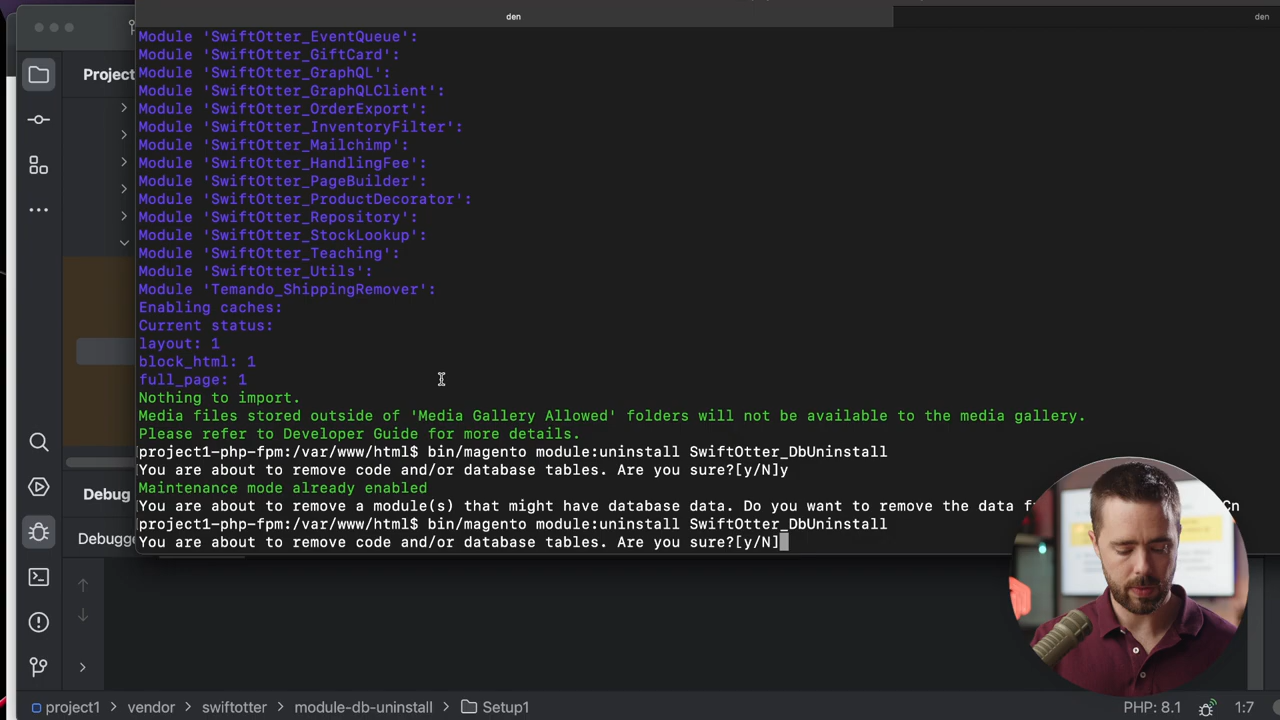 den
den
Project
Module 'SwiftOtter_EventQueue':
Module 'SwiftOtter_GiftCard':
Module 'SwiftOtter_GraphQL':
Module 'SwiftOtter_GraphQLClient':
Module 'SwiftOtter_OrderExport':
Module 'SwiftOtter_InventoryFilter':
Module 'SwiftOtter_Mailchimp':
Module 'SwiftOtter_HandlingFee':
Module 'SwiftOtter_PageBuilder':
Module 'SwiftOtter_ProductDecorator':
Module 'SwiftOtter_Repository':
Module 'SwiftOtter_StockLookup':
Module 'SwiftOtter_Teaching':
Module 'SwiftOtter_Utils':
Module 'Temando_ShippingRemover':
Enabling caches:
Current status:
layout: 1
block_html: 1
full_page: 1
Nothing to import.
Media files stored outside of 'Media Gallery Allowed' folders will not be available to the media gallery.
Please refer to Developer Guide for more details.
project1-php-fpm:/var/www/html$ bin/magento module:uninstall SwiftOtter_DbUninstall
You are about to remove code and/or database tables. Are you sure?[y/N]y
Maintenance mode already enabled
You are about to remove a module(s) that might have database data. Do you want to remove the data f Cn
project1-php-fpm:/var/www/html$ bin/magento module:uninstall SwiftOtter_DbUninstall
You are about to remove code and/or database tables. Are you sure?[y/N]
Debug
Debugge
project1 > vendor > swiftotter > module-db-uninstall > Setup1
PHP: 8.1
1:7